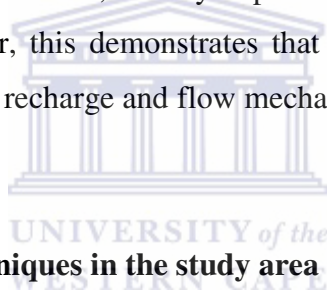 r, this demonstrates that
recharge and flow mecha
UNIVERSITY of the
niques in the study area
WESTERN CAPE